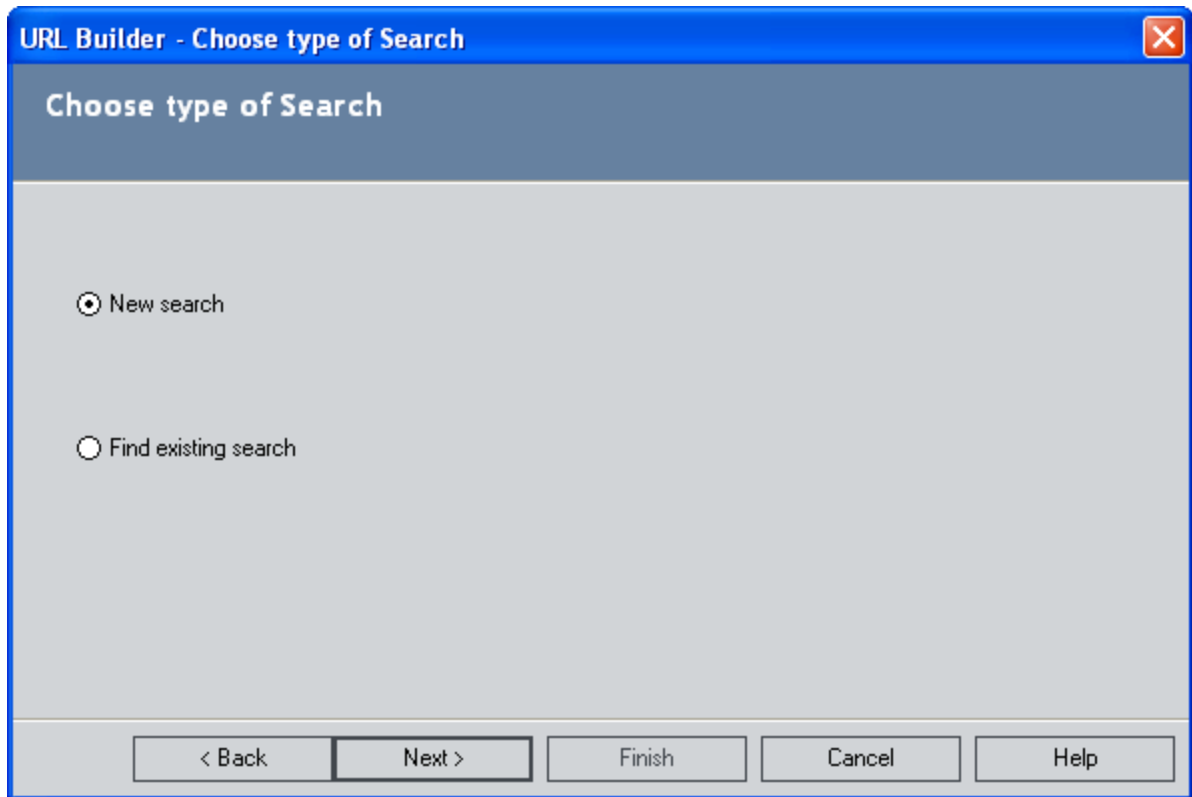 URL Builder - Choose type of Search
Choose type of Search
New search
Find existing search
< Back Next > Finish Cancel Help